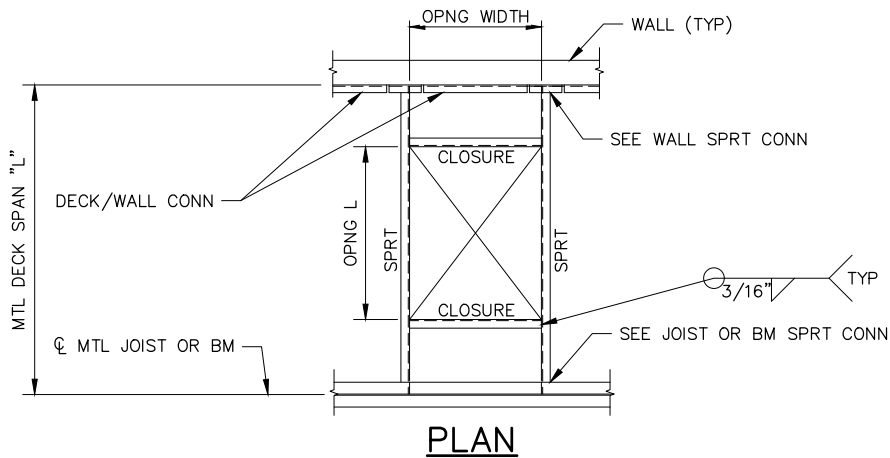 OPNG WIDTH
WALL (TYP)
SEE WALL SPRT CONN
CLOSURE
DECK/WALL CONN
MTL DECK SPAN "L"
OPNG L
SPRT
SPRT
3/16"
TYP
CLOSURE
SEE JOIST OR BM SPRT CONN
℄ MTL JOIST OR BM
PLAN